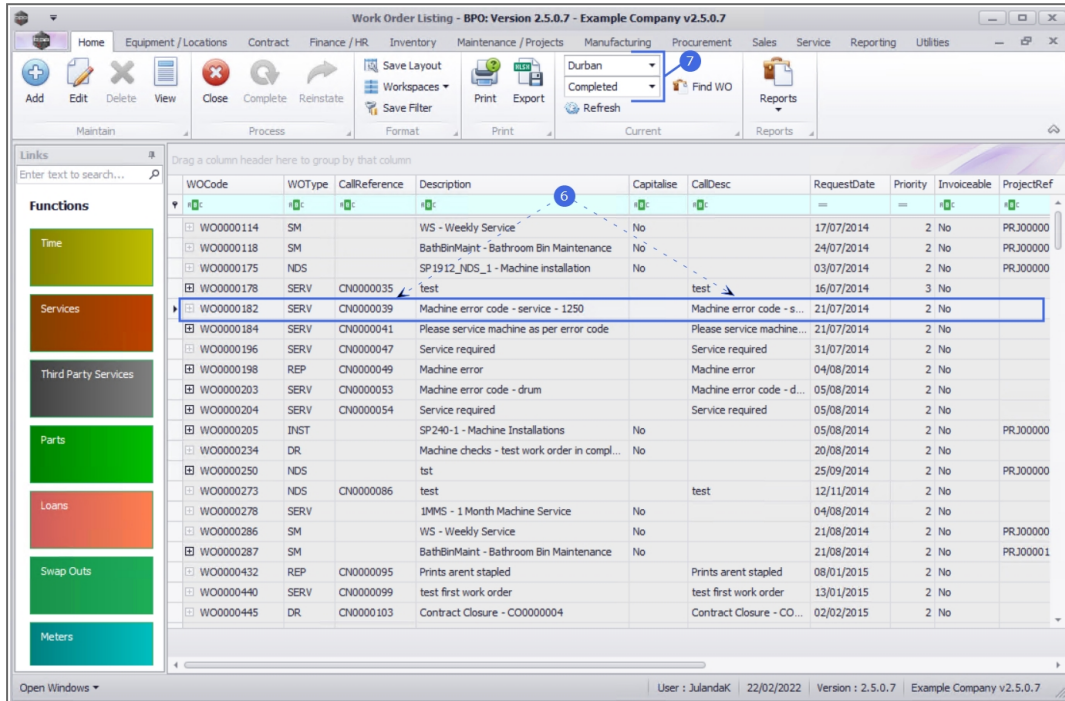 Work Order Listing - BPO: Version 2.5.0.7 - Example Company v2.5.0.7
Home Equipment / Locations Contract Finance / HR Inventory Maintenance / Projects Manufacturing Procurement Sales Service Reporting Utilities
Add Edit Delete View Close Complete Reinstate
Save Layout
Workspaces
Save Filter
Print Export
Durban
Completed
Refresh
7
Find WO
Reports
Maintain Process Format Print Current Reports
Links
Enter text to search...
Functions
Time
Services
Third Party Services
Parts
Loans
Swap Outs
Meters
Drag a column header here to group by that column
WOCode WOType CallReference Description Capitalise CallDesc RequestDate Priority Invoiceable ProjectRef
6
WO0000114 SM WS - Weekly Service No 17/07/2014 2 No PRJ00000
WO0000118 SM BathBinMaint - Bathroom Bin Maintenance No 24/07/2014 2 No PRJ00000
WO0000175 NDS SP1912_NDS_1 - Machine installation No 03/07/2014 2 No PRJ00000
WO0000178 SERV CN0000035 test test 16/07/2014 3 No
WO0000182 SERV CN0000039 Machine error code - service - 1250 Machine error code - s... 21/07/2014 2 No
WO0000184 SERV CN0000041 Please service machine as per error code Please service machine... 21/07/2014 2 No
WO0000196 SERV CN0000047 Service required Service required 31/07/2014 2 No
WO0000198 REP CN0000049 Machine error Machine error 04/08/2014 2 No
WO0000203 SERV CN0000053 Machine error code - drum Machine error code - d... 05/08/2014 2 No
WO0000204 SERV CN0000054 Service required Service required 05/08/2014 2 No
WO0000205 INST SP240-1 - Machine Installations No 05/08/2014 2 No PRJ00000
WO0000234 DR Machine checks - test work order in compl... No 20/08/2014 2 No
WO0000250 NDS tst 25/09/2014 2 No PRJ00000
WO0000273 NDS CN0000086 test test 12/11/2014 2 No
WO0000278 SERV 1MMS - 1 Month Machine Service No 04/08/2014 2 No
WO0000286 SM WS - Weekly Service No 21/08/2014 2 No PRJ00000
WO0000287 SM BathBinMaint - Bathroom Bin Maintenance No 21/08/2014 2 No PRJ00001
WO0000432 REP CN0000095 Prints arent stapled Prints arent stapled 08/01/2015 2 No
WO0000440 SERV CN0000099 test first work order test first work order 13/01/2015 2 No
WO0000445 DR CN0000103 Contract Closure - CO0000004 Contract Closure - CO... 02/02/2015 2 No
Open Windows User : JulandaK 22/02/2022 Version : 2.5.0.7 Example Company v2.5.0.7